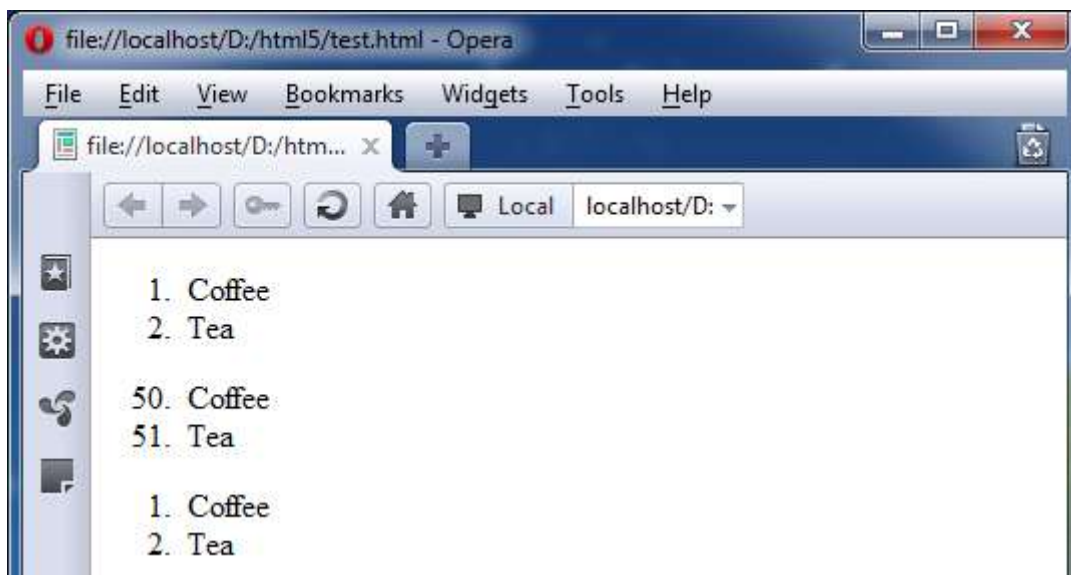 file://localhost/D:/html5/test.html - Opera
File Edit View Bookmarks Widgets Tools Help
file://localhost/D:/htm...
Local localhost/D:
1. Coffee
2. Tea
50. Coffee
51. Tea
1. Coffee
2. Tea